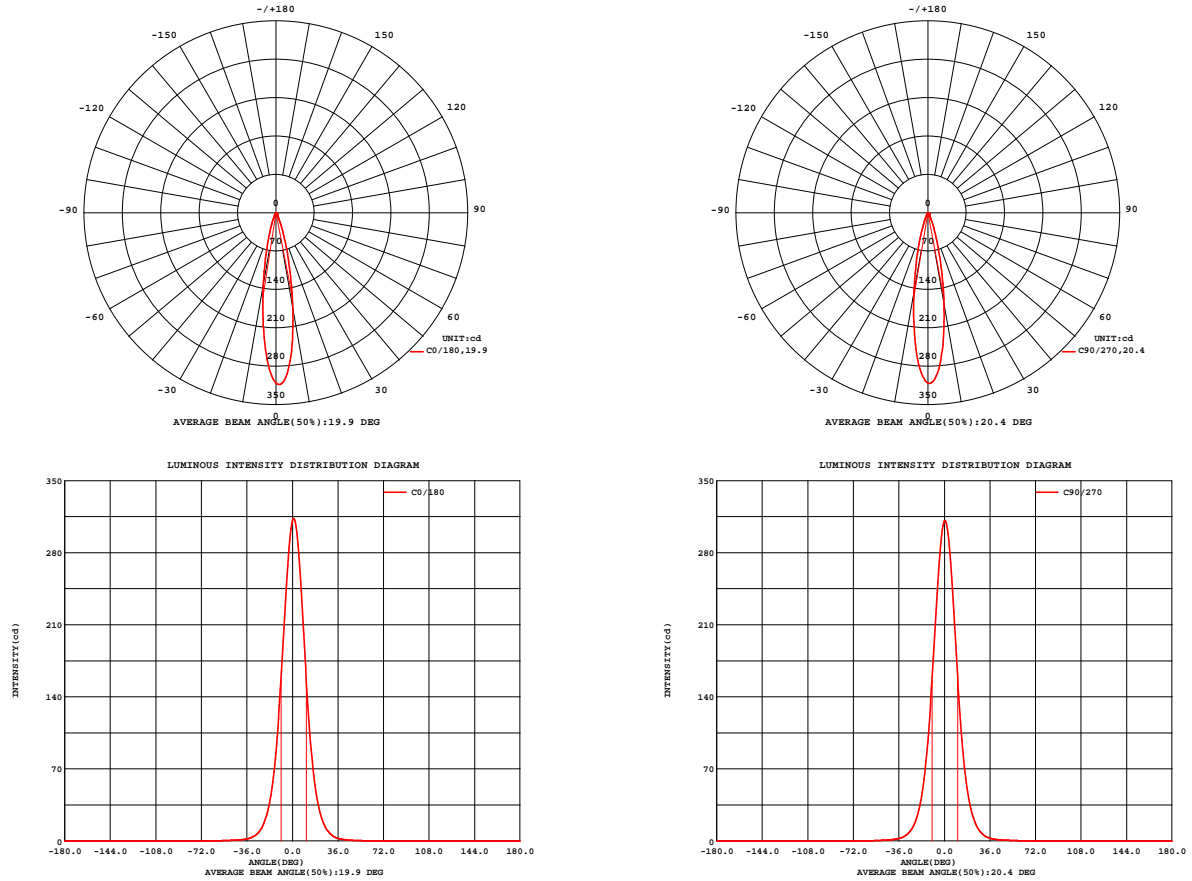 -/+180
-150
150
-120
120
-90
90
-60
60
-30
30
0
0
70
140
210
280
350
UNIT:cd
C0/180,19.9
AVERAGE BEAM ANGLE(50%):19.9 DEG
-/+180
-150
150
-120
120
-90
90
-60
60
-30
30
0
0
70
140
210
280
350
UNIT:cd
C90/270,20.4
AVERAGE BEAM ANGLE(50%):20.4 DEG
LUMINOUS INTENSITY DISTRIBUTION DIAGRAM
C0/180
INTENSITY(cd)
350
280
210
140
70
0
-180.0 -144.0 -108.0 -72.0 -36.0 0.0 36.0 72.0 108.0 144.0 180.0
ANGLE(DEG)
AVERAGE BEAM ANGLE(50%):19.9 DEG
LUMINOUS INTENSITY DISTRIBUTION DIAGRAM
C90/270
INTENSITY(cd)
350
280
210
140
70
0
-180.0 -144.0 -108.0 -72.0 -36.0 0.0 36.0 72.0 108.0 144.0 180.0
ANGLE(DEG)
AVERAGE BEAM ANGLE(50%):20.4 DEG